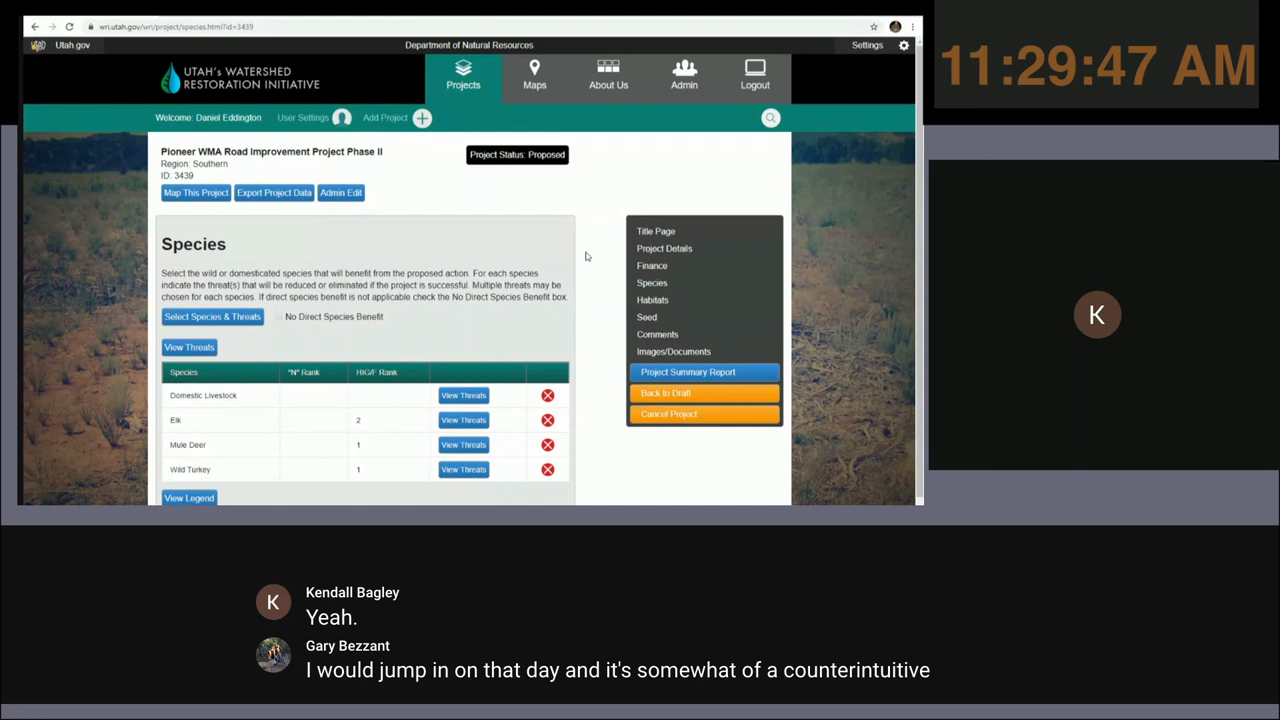 wri.utah.gov/wri/project/species.html?id=3439
11:29:47 AM
Utah.gov
Department of Natural Resources
Settings
UTAH's WATERSHED
RESTORATION INITIATIVE
Projects
Maps
About Us
Admin
Logout
Welcome: Daniel Eddington
User Settings
Add Project
Pioneer WMA Road Improvement Project Phase II
Region: Southern
ID: 3439
Project Status: Proposed
Map This Project
Export Project Data
Admin Edit
Species
Select the wild or domesticated species that will benefit from the proposed action. For each species
indicate the threat(s) that will be reduced or eliminated if the project is successful. Multiple threats may be
chosen for each species. If direct species benefit is not applicable check the No Direct Species Benefit box.
Select Species & Threats
No Direct Species Benefit
View Threats
Species "N" Rank HIG/F Rank
Domestic Livestock View Threats
Elk 2 View Threats
Mule Deer 1 View Threats
Wild Turkey 1 View Threats
View Legend
Title Page
Project Details
Finance
Species
Habitats
Seed
Comments
Images/Documents
Project Summary Report
Back to Draft
Cancel Project
K
K
Kendall Bagley
Yeah.
Gary Bezzant
I would jump in on that day and it's somewhat of a counterintuitive